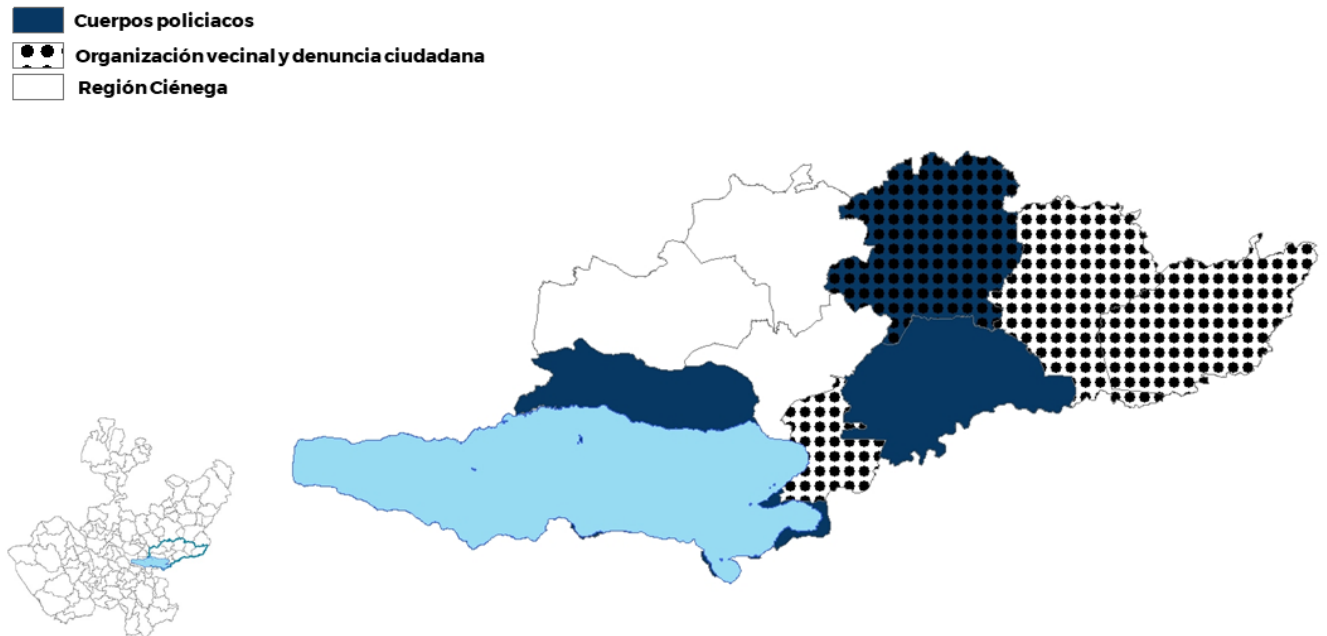 Cuerpos policiacos
Organización vecinal y denuncia ciudadana
Región Ciénega